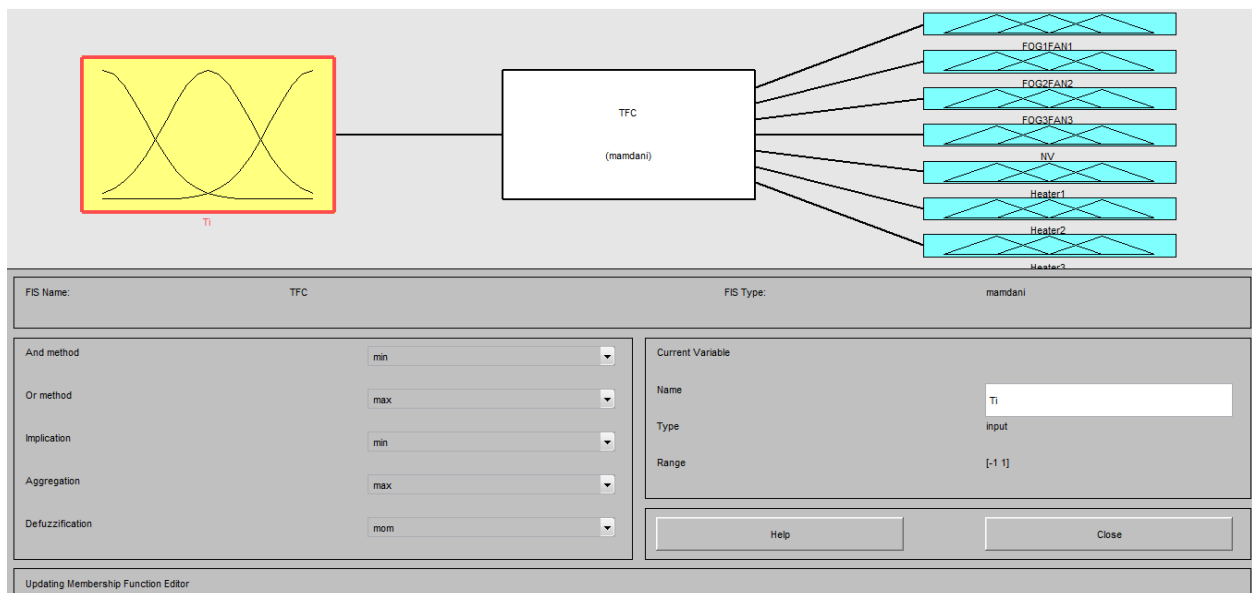 FOG1FAN1
FOG2FAN2
FOG3FAN3
NV
Heater1
Heater2
Heater3
TFC
(mamdani)
Ti
FIS Name: TFC FIS Type: mamdani
And method min
Or method max
Implication min
Aggregation max
Defuzzification mom
Current Variable
Name Ti
Type input
Range [-1 1]
Help Close
Updating Membership Function Editor